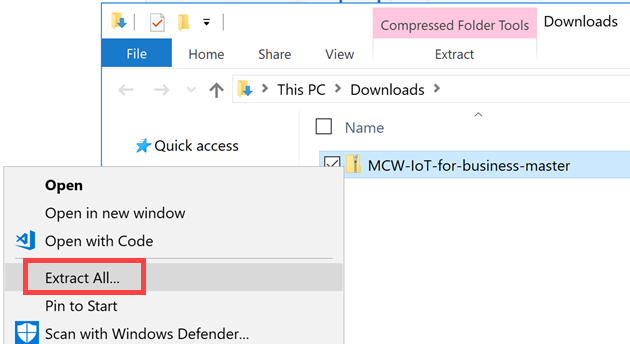 Compressed Folder Tools Downloads
File Home Share View Extract
This PC Downloads
Name
Quick access
MCW-IoT-for-business-master
Open
Open in new window
Open with Code
Extract All...
Pin to Start
Scan with Windows Defender...